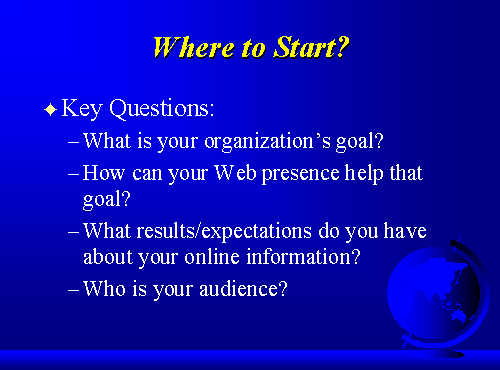 Where to Start?
✦ Key Questions:
– What is your organization’s goal?
– How can your Web presence help that
goal?
– What results/expectations do you have
about your online information?
– Who is your audience?